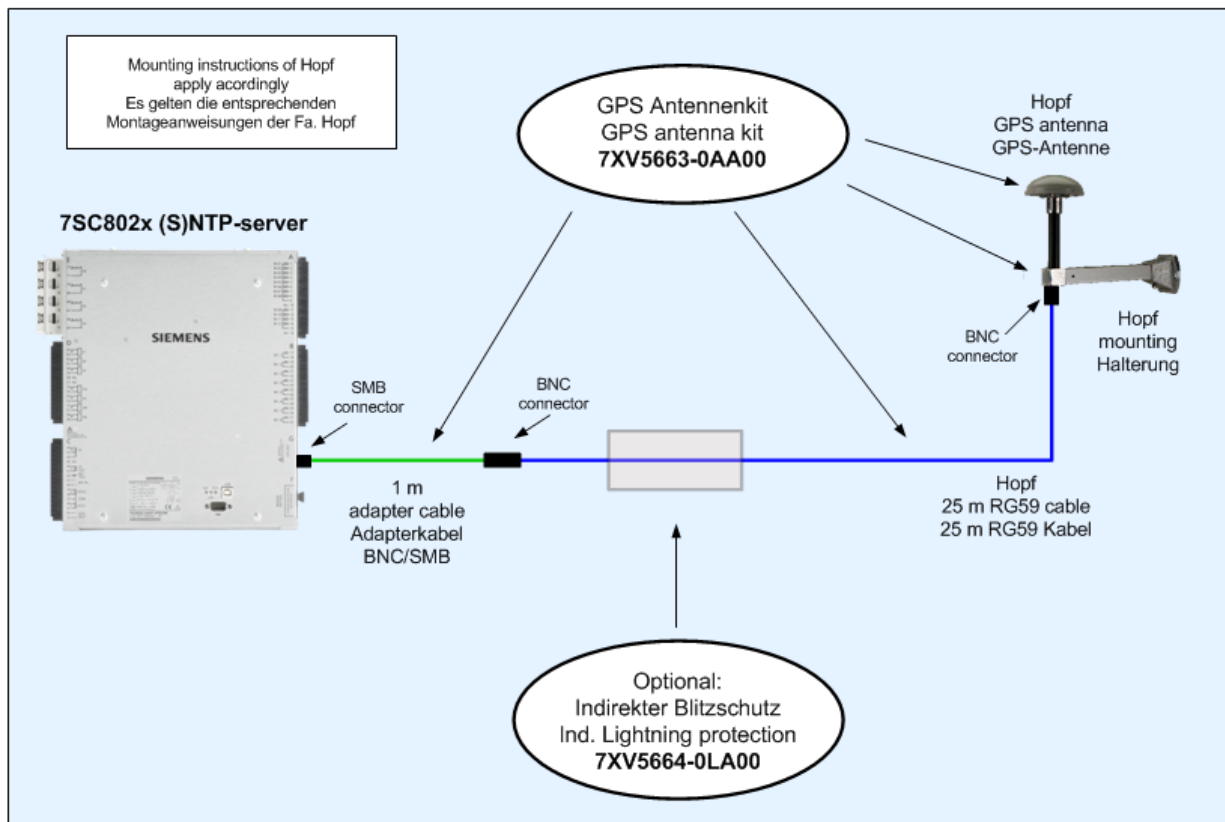 Mounting instructions of Hopf
apply acordingly
Es gelten die entsprechenden
Montageanweisungen der Fa. Hopf
GPS Antennenkit
GPS antenna kit
7XV5663-0AA00
Hopf
GPS antenna
GPS-Antenne
7SC802x (S)NTP-server
SIEMENS
BNC
connector
Hopf
mounting
Halterung
SMB
connector
BNC
connector
1 m
adapter cable
Adapterkabel
BNC/SMB
Hopf
25 m RG59 cable
25 m RG59 Kabel
Optional:
Indirekter Blitzschutz
Ind. Lightning protection
7XV5664-0LA00